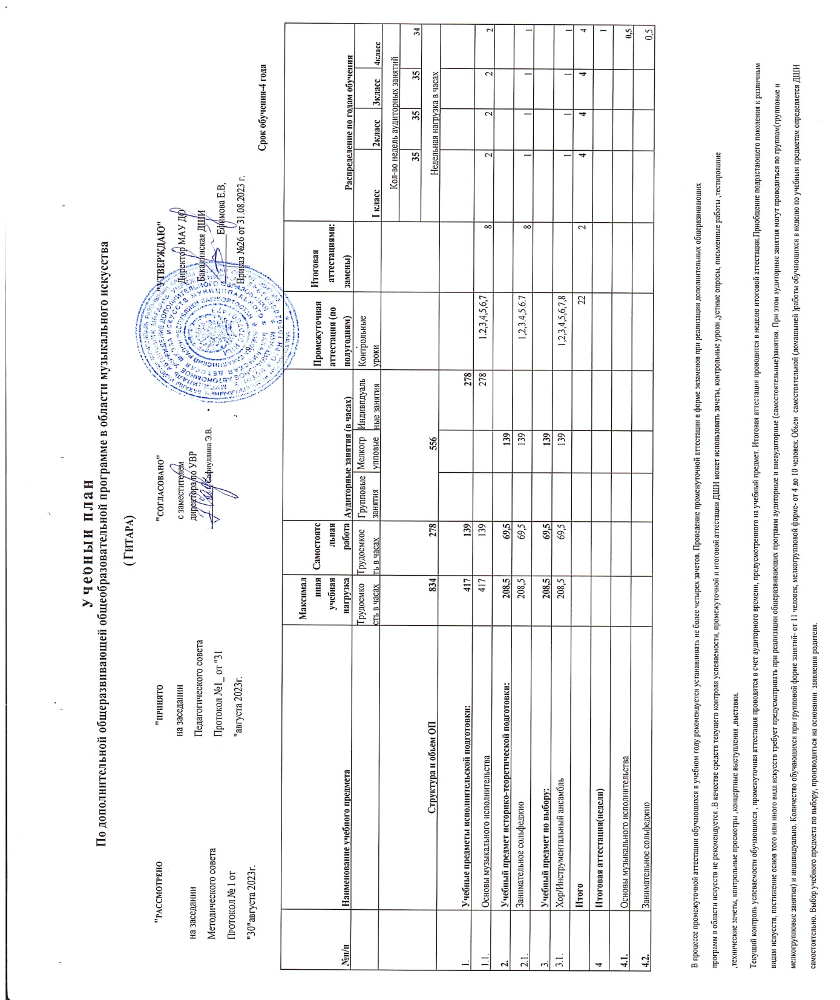 Учебный план
По дополнительной общеразвивающей общеобразовательной программе в области музыкального искусства
(Гитара)
"РАССМОТРЕНО
на заседании
Методического совета
Протокол № 1 от
"30"августа 2023г.
"ПРИНЯТО
на заседании
Педагогического совета
Протокол №1_ от "31
"августа 2023г.
"СОГЛАСОВАНО"
с заместителем
директора по УВР
Сафиуллина Э.В.
"УТВЕРЖДАЮ"
Директор МАУ ДО
Бакалинская ДШИ
Ефимова Е.В,
Приказ №26 от 31.08.2023 г.
Срок обучения-4 года
№п/п Наименование учебного предмета Максимал иная учебная нагрузка Самостоятс льная работа Аудиторные занятия (в часах) Промежуточная аттестация (по полугодиям) Итоговая аттестациями: замены) Распределение по годам обучения
Трудоемко сть в часах Трудоемкое ть в часах Групповые занятия Мелкогр упповые Индивпдуаль ные занятия Контрольные уроки I класс 2класс 3класс 4класс
Кол-во недель аудиторных занятий
35 35 35 34
Структура и обьем ОП 834 278 556 Недельная нагрузка в часах
1. Учебные предметы исполнительской подготовки: 417 139 278
1.1. Основы музыкального исполнительства 417 139 278 1.2,3,4,5,6,7 8 2 2 2 2
2. Учебный предмет историко-теоретической подготовки: 208,5 69,5 139
2.1. Занимательное сольфеджио 208,5 69,5 139 1,2,3,4,5,6.7 8 1 1 1 1
3. Учебный предмет по выбору: 208,5 69,5 139
3.1. Хор/Инструментальный ансамбль 208,5 69,5 139 1,2,3,4,5,6,7,8 1 1 1 1
Итого 22 2 4 4 4 4
4 Итоговая аттестация(недели) 1
4.1. Основы музыкального исполнительства 0,5
4.2. Занимательное сольфеджио 0,5
В процессе промежуточной аттестации обучающихся в учебном году рекомендуется устанавливать не более четырех зачетов. Проведение промежуточной аттестации в форме экзаменов при реализации дополнительных общеразвивающих
программ в области искусств не рекомендуется .В качестве средств текущего контроля успеваемости, промежуточной и итоговой аттестации ДШИ может использовать зачеты, контрольные уроки ,устные опросы, письменные работы ,тестирование
,технические зачеты, контрольные просмотры ,концертные выступления ,выставки.
Текущий контроль успеваемости обучающихся , промежуточная аттестация проводятся в счет аудиторного времени, предусмотренного на учебный предмет. Итоговая аттестация проводится в неделю итоговой аттестации.Приобщение подрастающего поколения к различным
видам искусств, постижение основ того или иного вида искусств требует предусматривать при реализации общеразвивающих программ аудиторные и внеаудиторные (самостоятельные)занятия. При этом аудиторные занятия могут проводиться по группам(групповые и
мелкогрупповые занятия) и индивидуально. Количество обучающихся при групповой форме занятий- от 11 человек, мелкогрупповой форме- от 4 до 10 человек. Обьем самостоятельной (домашыней )работы обучающихся в неделю по учебным предметам определяется ДШИ
самостоятельно. Выбор учебного предмета по выбору, производиться на основании заявления родителя.